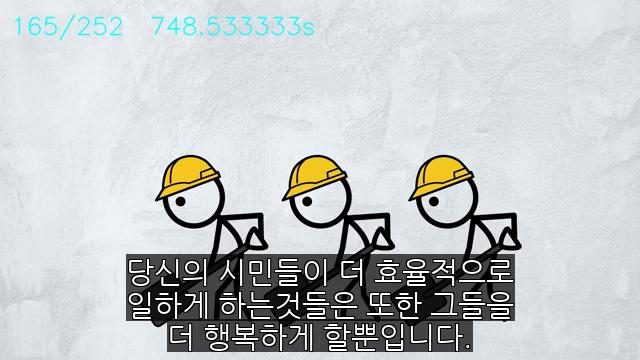 165/252 748.533333s
당신의 시민들이 더 효율적으로
일하게 하는것들은 또한 그들을
더 행복하게 할뿐입니다.